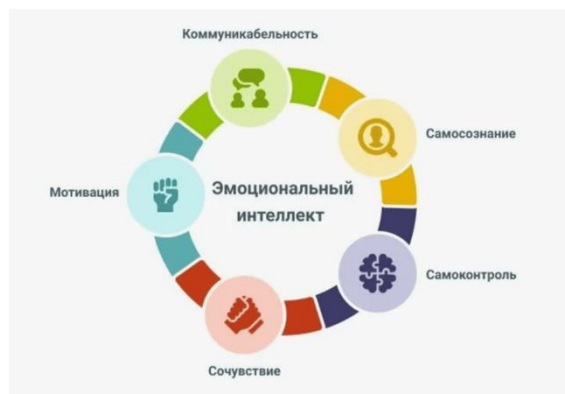 Коммуникабельность
Самосознание
Мотивация
Эмоциональный
интеллект
Самоконтроль
Сочувствие